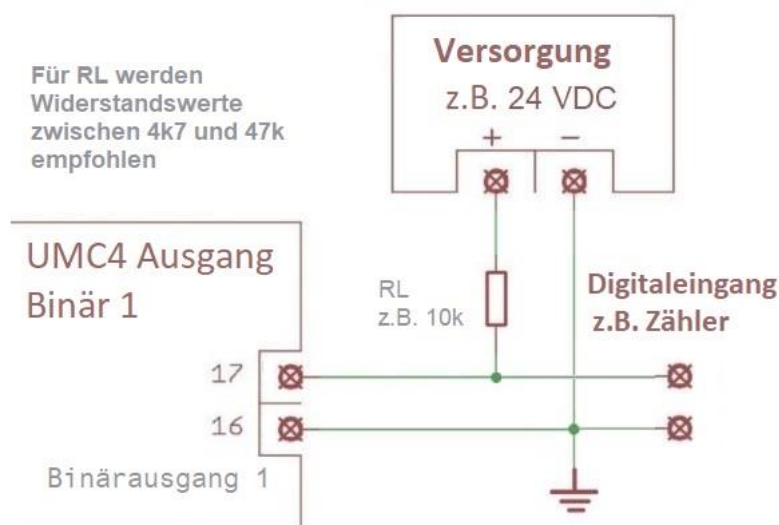 Für RL werden
Widerstandswerte
zwischen 4k7 und 47k
empfohlen
Versorgung
z.B. 24 VDC
+ −
UMC4 Ausgang
Binär 1
RL
z.B. 10k
Digitaleingang
z.B. Zähler
17
16
Binärausgang 1